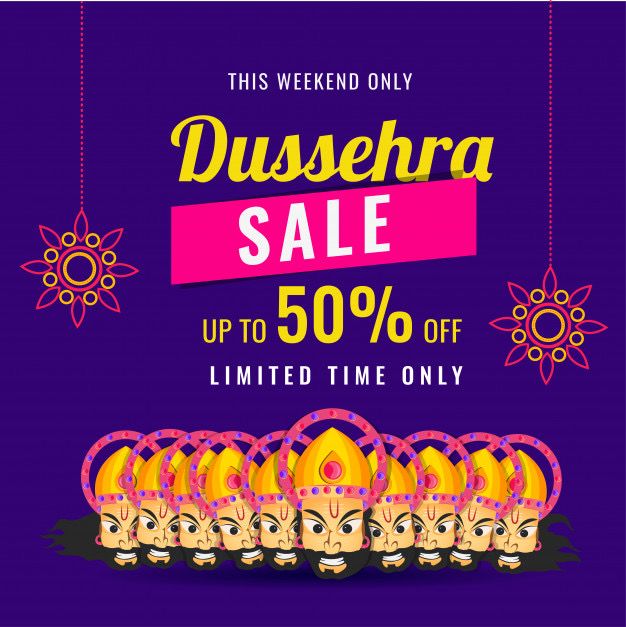 THIS WEEKEND ONLY
Dussehra
SALE
UP TO 50% OFF
LIMITED TIME ONLY